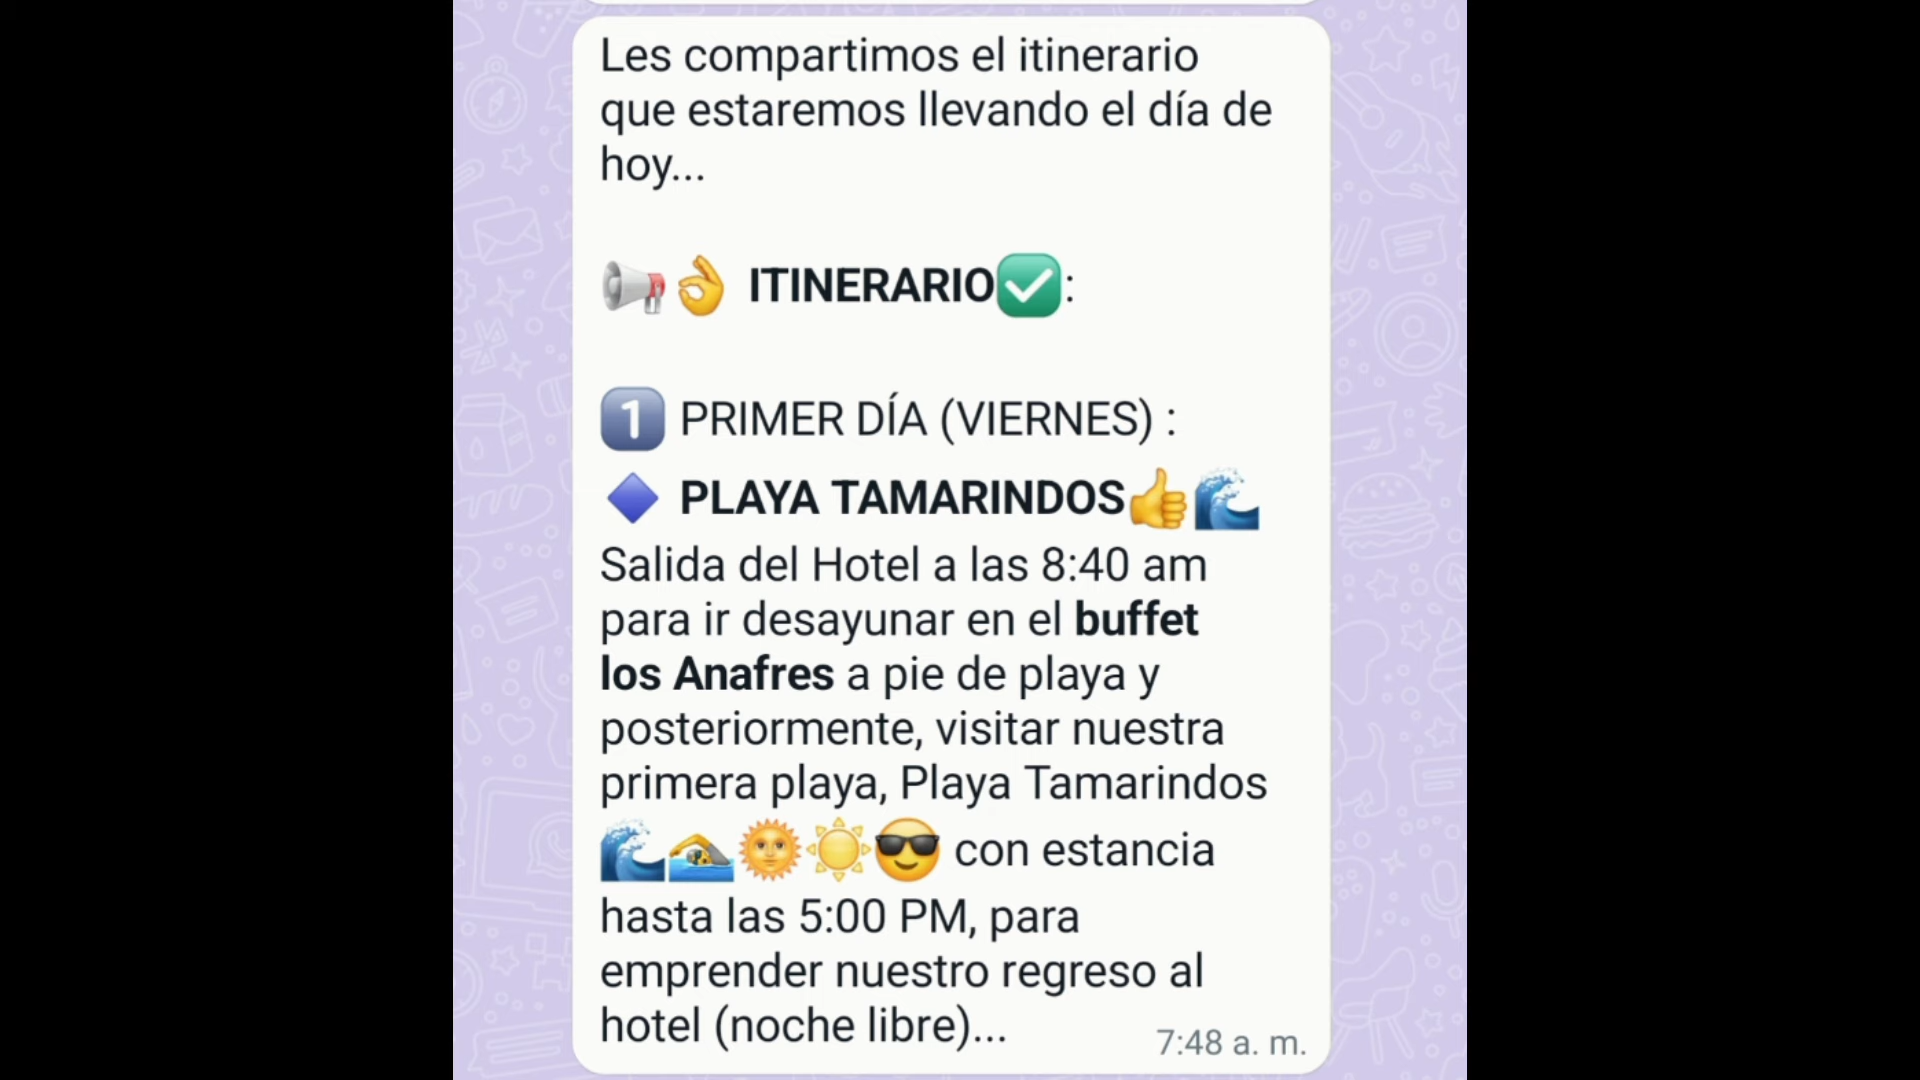 Les compartimos el itinerario
que estaremos llevando el día de
hoy...
📢👌 ITINERARIO✅:
1️⃣ PRIMER DÍA (VIERNES) :
🔷 PLAYA TAMARINDOS👍🌊
Salida del Hotel a las 8:40 am
para ir desayunar en el buffet
los Anafres a pie de playa y
posteriormente, visitar nuestra
primera playa, Playa Tamarindos
🌊🏊🌞☀️😎 con estancia
hasta las 5:00 PM, para
emprender nuestro regreso al
hotel (noche libre)...
7:48 a. m.